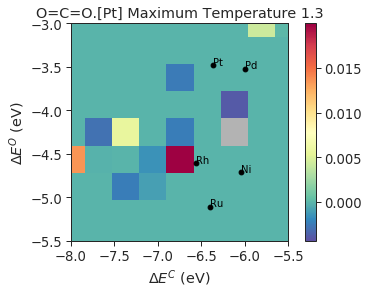 O=C=O.[Pt] Maximum Temperature 1.3
−3.0
−3.5
−4.0
−4.5
−5.0
−5.5
ΔE^O (eV)
Pt
Pd
Rh
Ni
Ru
−8.0 −7.5 −7.0 −6.5 −6.0 −5.5
ΔE^C (eV)
0.015
0.010
0.005
0.000